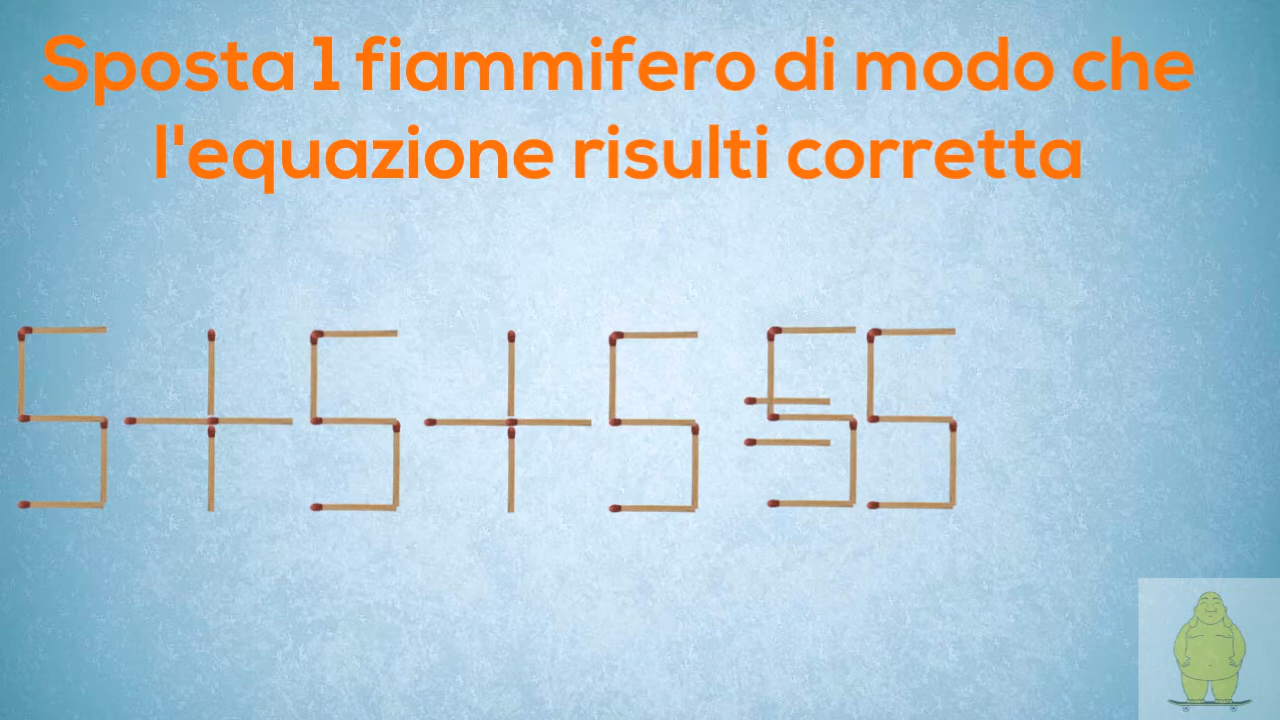 Sposta 1 fiammifero di modo che
l'equazione risulti corretta
5+5+5=55